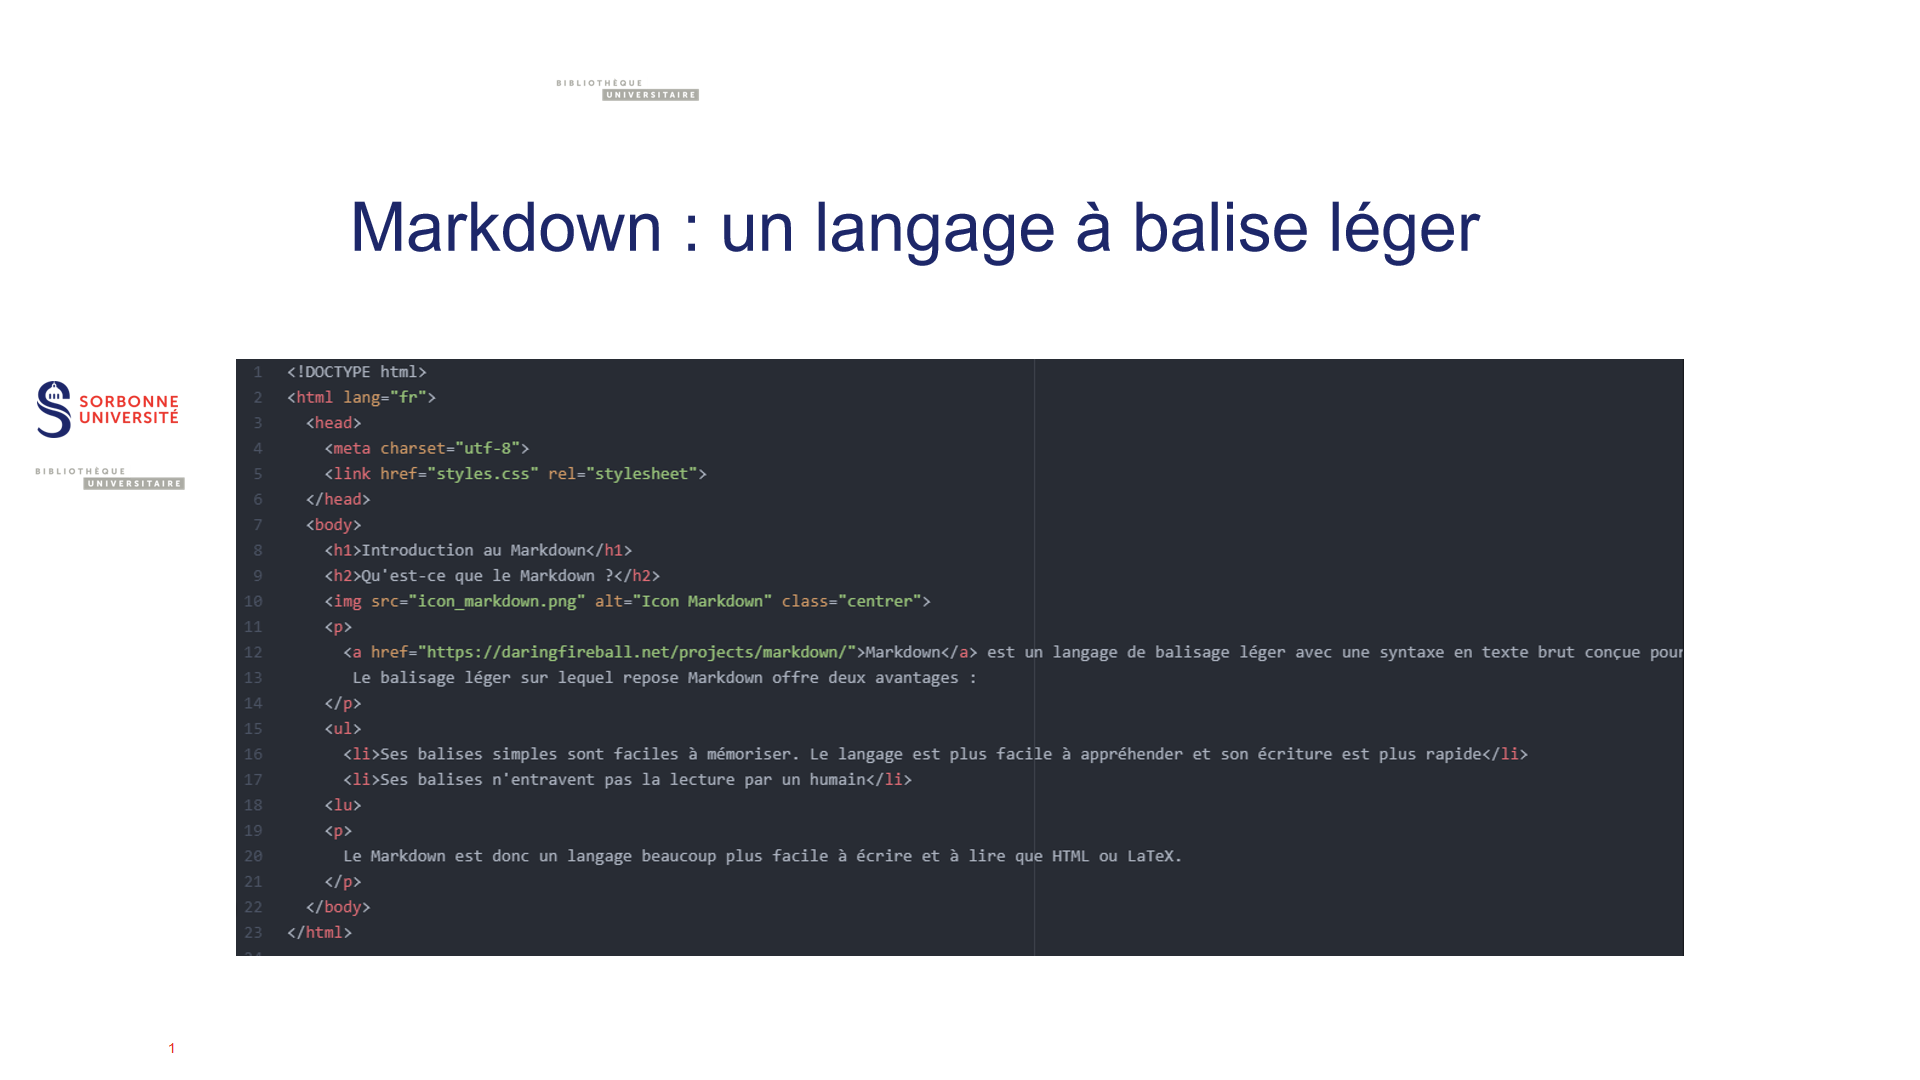 BIBLIOTHÈQUE
UNIVERSITAIRE
Markdown : un langage à balise léger
SORBONNE
UNIVERSITÉ
BIBLIOTHÈQUE
UNIVERSITAIRE
1 <!DOCTYPE html>
2 <html lang="fr">
3 <head>
4 <meta charset="utf-8">
5 <link href="styles.css" rel="stylesheet">
6 </head>
7 <body>
8 <h1>Introduction au Markdown</h1>
9 <h2>Qu'est-ce que le Markdown ?</h2>
10 <img src="icon_markdown.png" alt="Icon Markdown" class="centrer">
11 <p>
12 <a href="https://daringfireball.net/projects/markdown/">Markdown</a> est un langage de balisage léger avec une syntaxe en texte brut conçue pour
13 Le balisage léger sur lequel repose Markdown offre deux avantages :
14 </p>
15 <ul>
16 <li>Ses balises simples sont faciles à mémoriser. Le langage est plus facile à appréhender et son écriture est plus rapide</li>
17 <li>Ses balises n'entravent pas la lecture par un humain</li>
18 <lu>
19 <p>
20 Le Markdown est donc un langage beaucoup plus facile à écrire et à lire que HTML ou LaTeX.
21 </p>
22 </body>
23 </html>
1